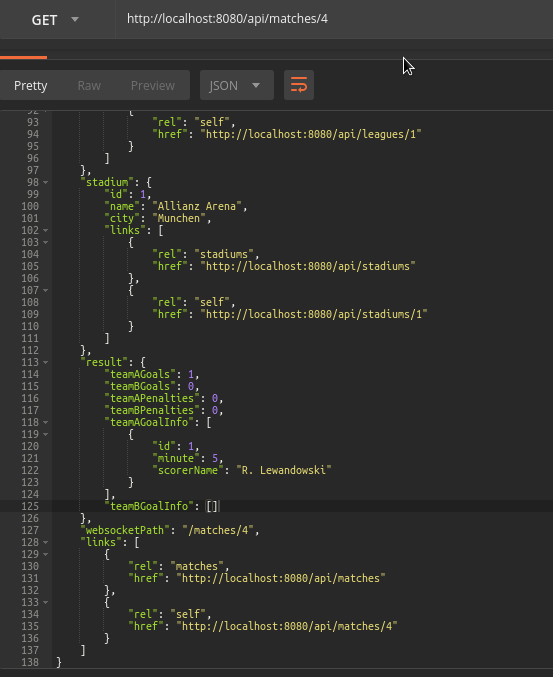 GET http://localhost:8080/api/matches/4
Pretty Raw Preview JSON
92 {
93 "rel": "self",
94 "href": "http://localhost:8080/api/leagues/1"
95 }
96 ]
97 },
98 "stadium": {
99 "id": 1,
100 "name": "Allianz Arena",
101 "city": "Munchen",
102 "links": [
103 {
104 "rel": "stadiums",
105 "href": "http://localhost:8080/api/stadiums"
106 },
107 {
108 "rel": "self",
109 "href": "http://localhost:8080/api/stadiums/1"
110 }
111 ]
112 },
113 "result": {
114 "teamAGoals": 1,
115 "teamBGoals": 0,
116 "teamAPenalties": 0,
117 "teamBPenalties": 0,
118 "teamAGoalInfo": [
119 {
120 "id": 1,
121 "minute": 5,
122 "scorerName": "R. Lewandowski"
123 }
124 ],
125 "teamBGoalInfo": []
126 },
127 "websocketPath": "/matches/4",
128 "links": [
129 {
130 "rel": "matches",
131 "href": "http://localhost:8080/api/matches"
132 },
133 {
134 "rel": "self",
135 "href": "http://localhost:8080/api/matches/4"
136 }
137 ]
138 }